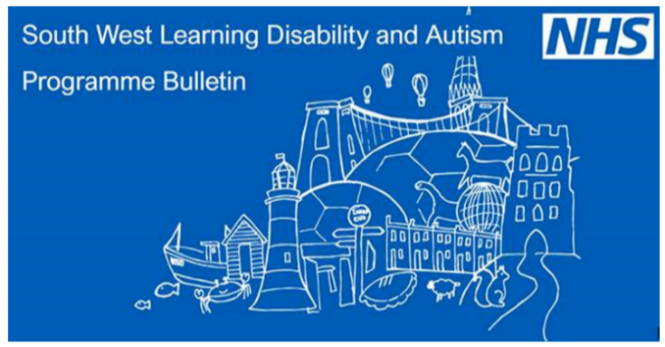 South West Learning Disability and Autism
NHS
Programme Bulletin